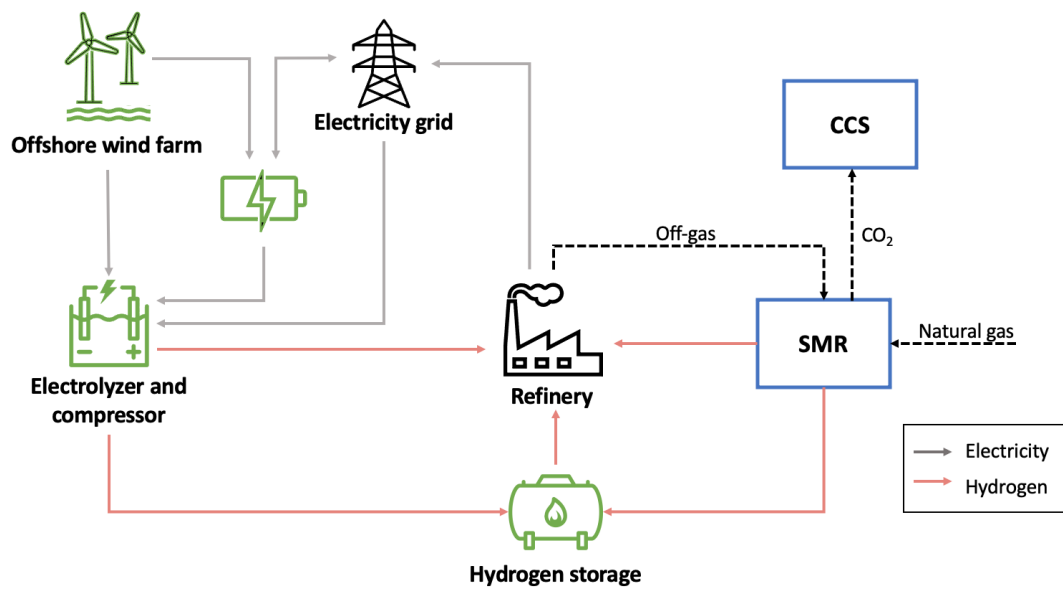 Offshore wind farm
Electricity grid
CCS
Off-gas
CO₂
Natural gas
SMR
Electrolyzer and
compressor
Refinery
Electricity
Hydrogen
Hydrogen storage